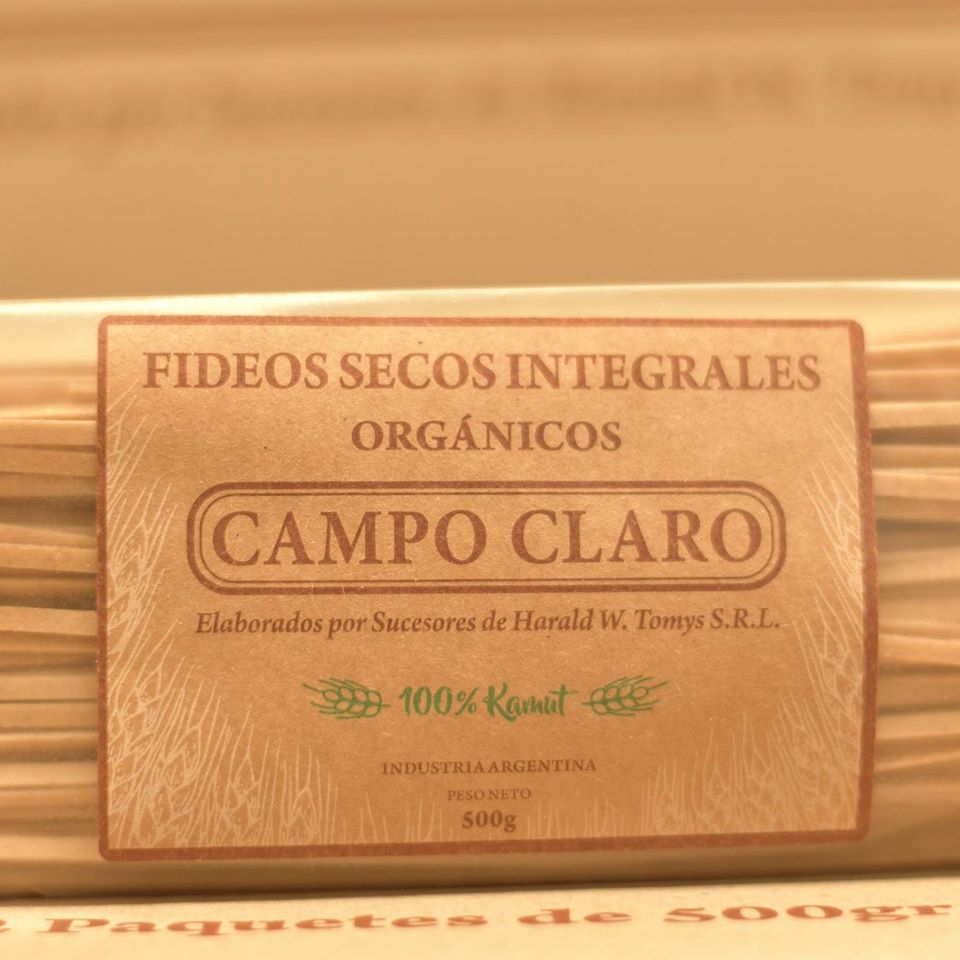 FIDEOS SECOS INTEGRALES
ORGÁNICOS
CAMPO CLARO
Elaborados por Sucesores de Harald W. Tomys S.R.L.
100% Kamut
INDUSTRIA ARGENTINA
PESO NETO
500g
Paquetes de 500gr